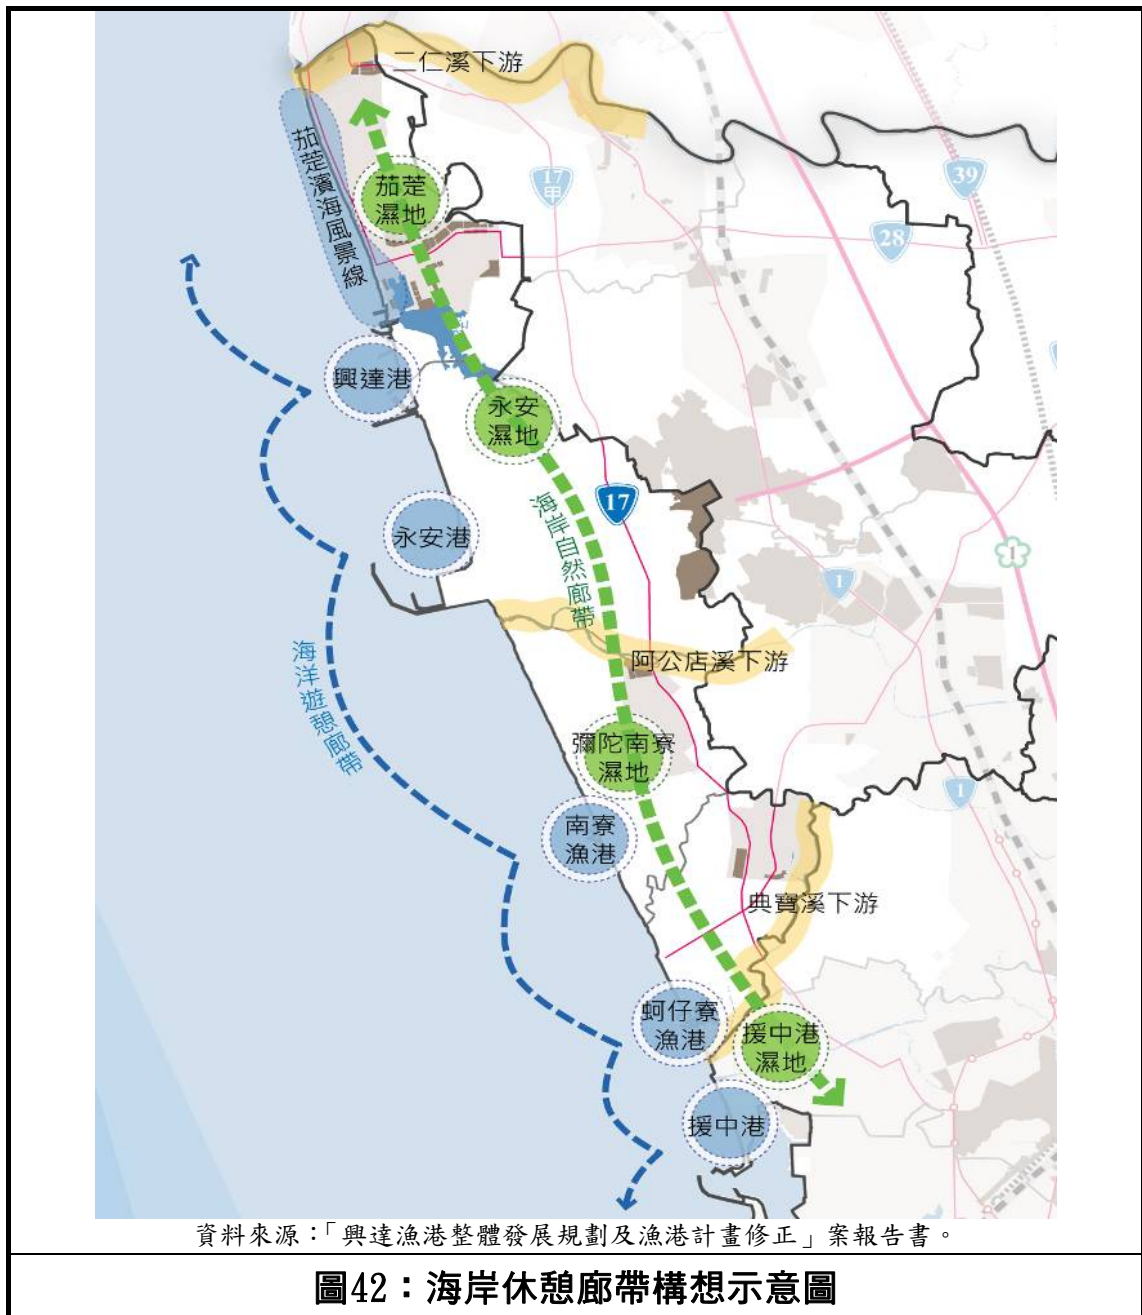 二仁溪下游
茄萣濱海風景線
17
甲
39
茄萣
濕地
28
興達港
永安
濕地
17
海岸自然廊帶
永安港
1
1
阿公店溪下游
海洋遊憩廊帶
彌陀南寮
濕地
1
南寮
漁港
典寶溪下游
蚵仔寮
漁港
援中港
濕地
援中港
資料來源：「興達漁港整體發展規劃及漁港計畫修正」案報告書。
圖42：海岸休憩廊帶構想示意圖